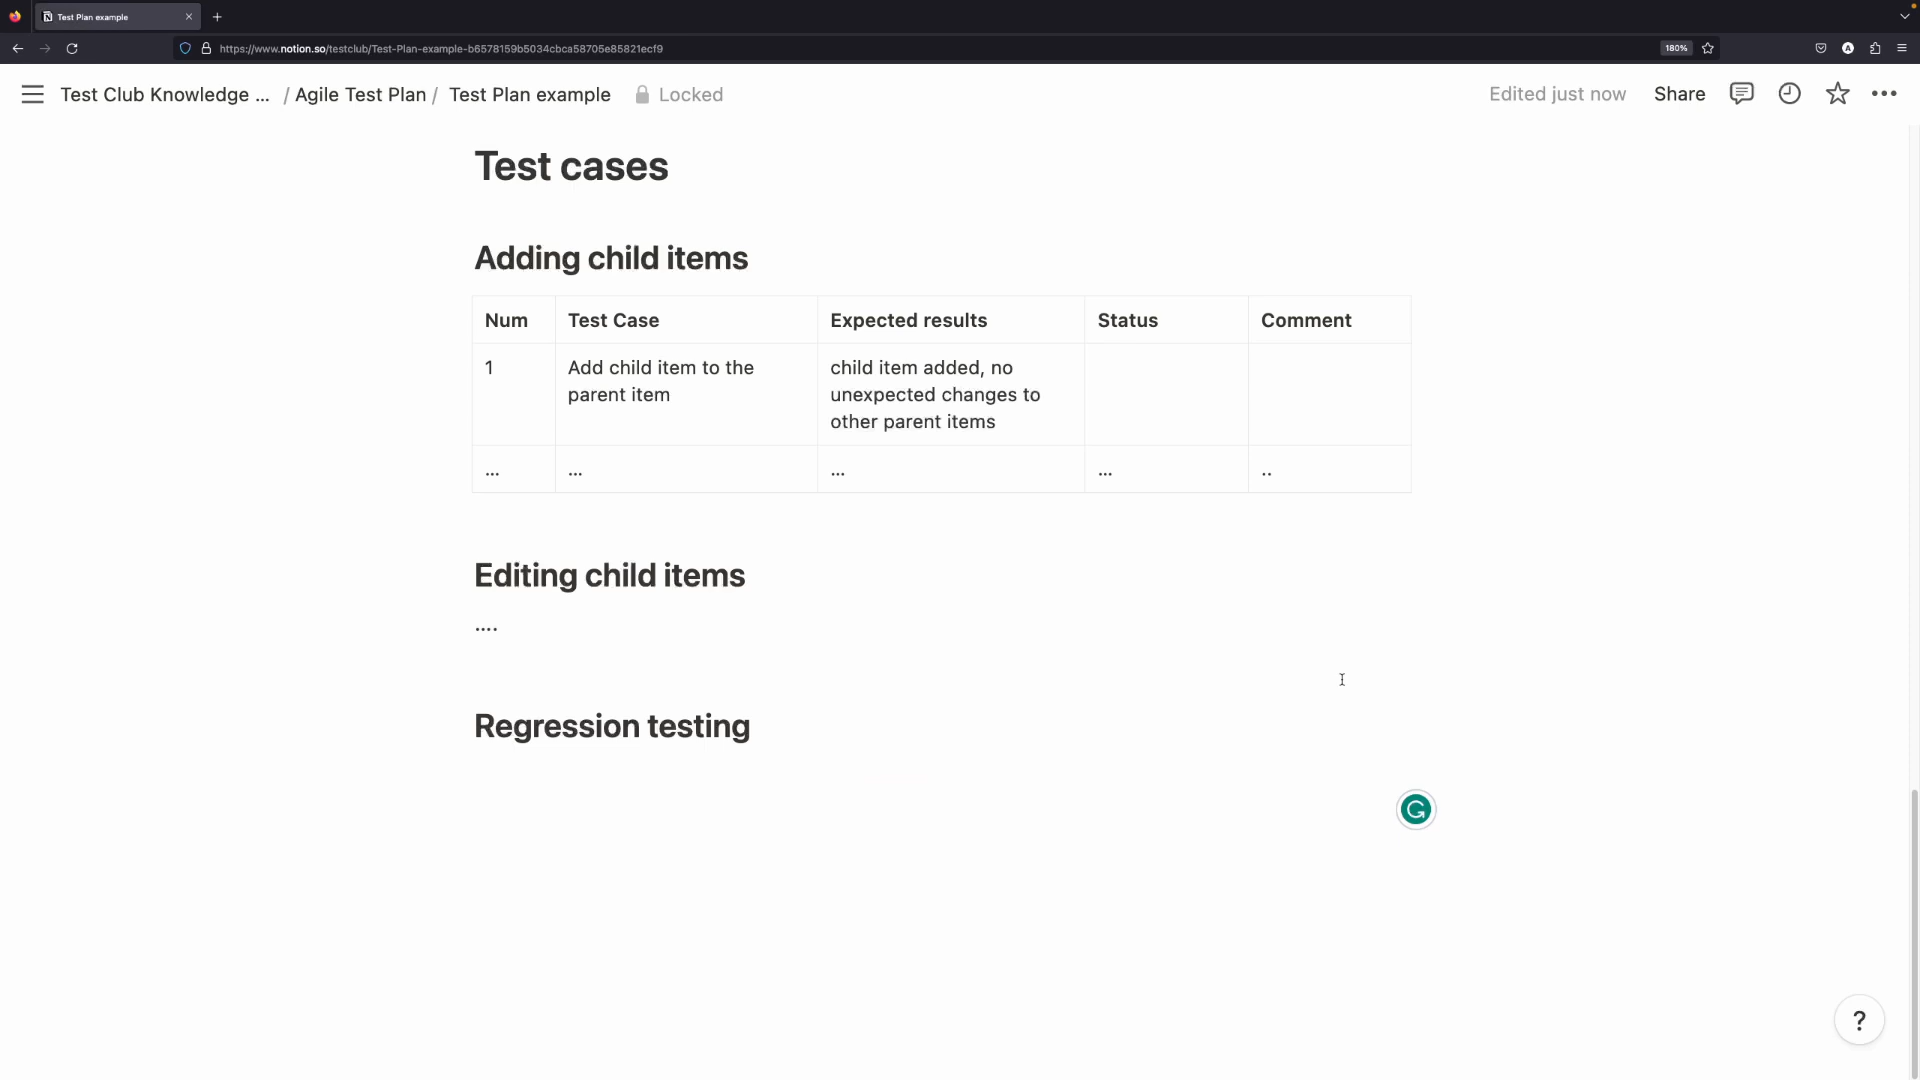 Test Plan example
https://www.notion.so/testclub/Test-Plan-example-b6578159b5034cbca58705e85821ecf9
180%
Test Club Knowledge ... / Agile Test Plan / Test Plan example Locked
Edited just now Share
Test cases
Adding child items
Num Test Case Expected results Status Comment
1 Add child item to the child item added, no
parent item unexpected changes to
other parent items
... ... ... ... ..
Editing child items
....
Regression testing
G
?